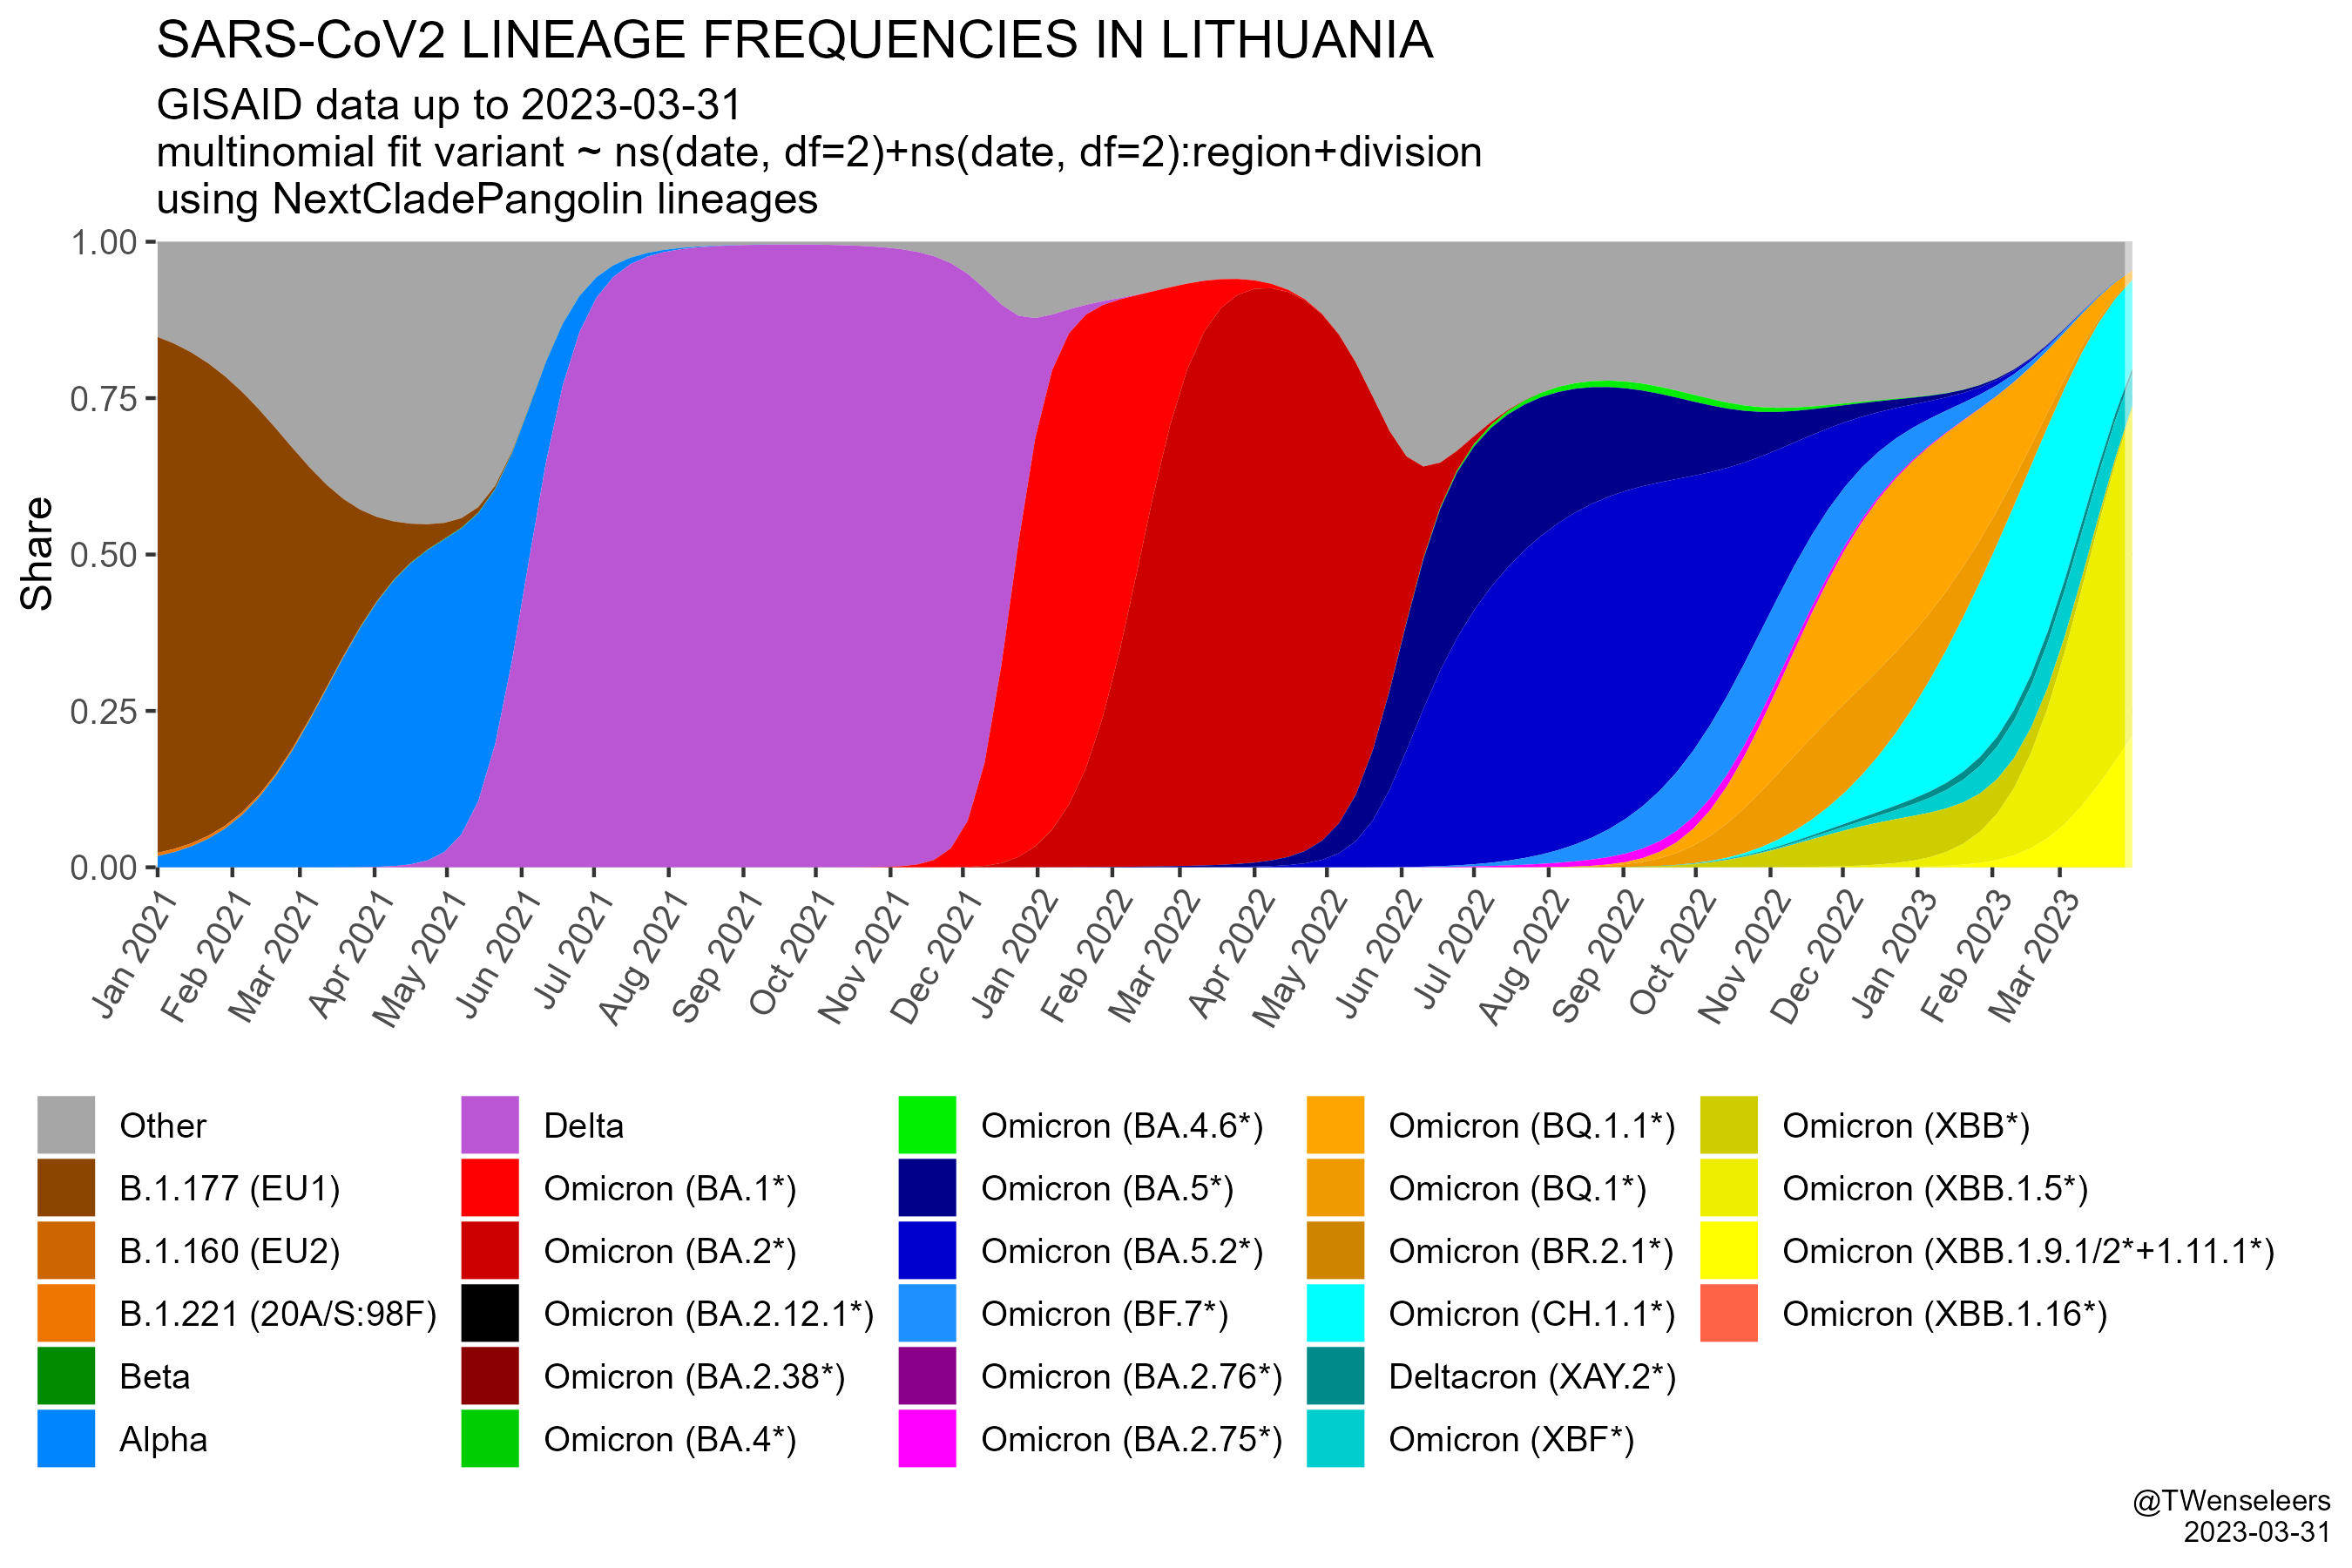 SARS-CoV2 LINEAGE FREQUENCIES IN LITHUANIA
GISAID data up to 2023-03-31
multinomial fit variant ~ ns(date, df=2)+ns(date, df=2):region+division
using NextCladePangolin lineages
Share
1.00
0.75
0.50
0.25
0.00
Jan 2021
Feb 2021
Mar 2021
Apr 2021
May 2021
Jun 2021
Jul 2021
Aug 2021
Sep 2021
Oct 2021
Nov 2021
Dec 2021
Jan 2022
Feb 2022
Mar 2022
Apr 2022
May 2022
Jun 2022
Jul 2022
Aug 2022
Sep 2022
Oct 2022
Nov 2022
Dec 2022
Jan 2023
Feb 2023
Mar 2023
Other
B.1.177 (EU1)
B.1.160 (EU2)
B.1.221 (20A/S:98F)
Beta
Alpha
Delta
Omicron (BA.1*)
Omicron (BA.2*)
Omicron (BA.2.12.1*)
Omicron (BA.2.38*)
Omicron (BA.4*)
Omicron (BA.4.6*)
Omicron (BA.5*)
Omicron (BA.5.2*)
Omicron (BF.7*)
Omicron (BA.2.76*)
Omicron (BA.2.75*)
Omicron (BQ.1.1*)
Omicron (BQ.1*)
Omicron (BR.2.1*)
Omicron (CH.1.1*)
Deltacron (XAY.2*)
Omicron (XBF*)
Omicron (XBB*)
Omicron (XBB.1.5*)
Omicron (XBB.1.9.1/2*+1.11.1*)
Omicron (XBB.1.16*)
@TWenseleers
2023-03-31